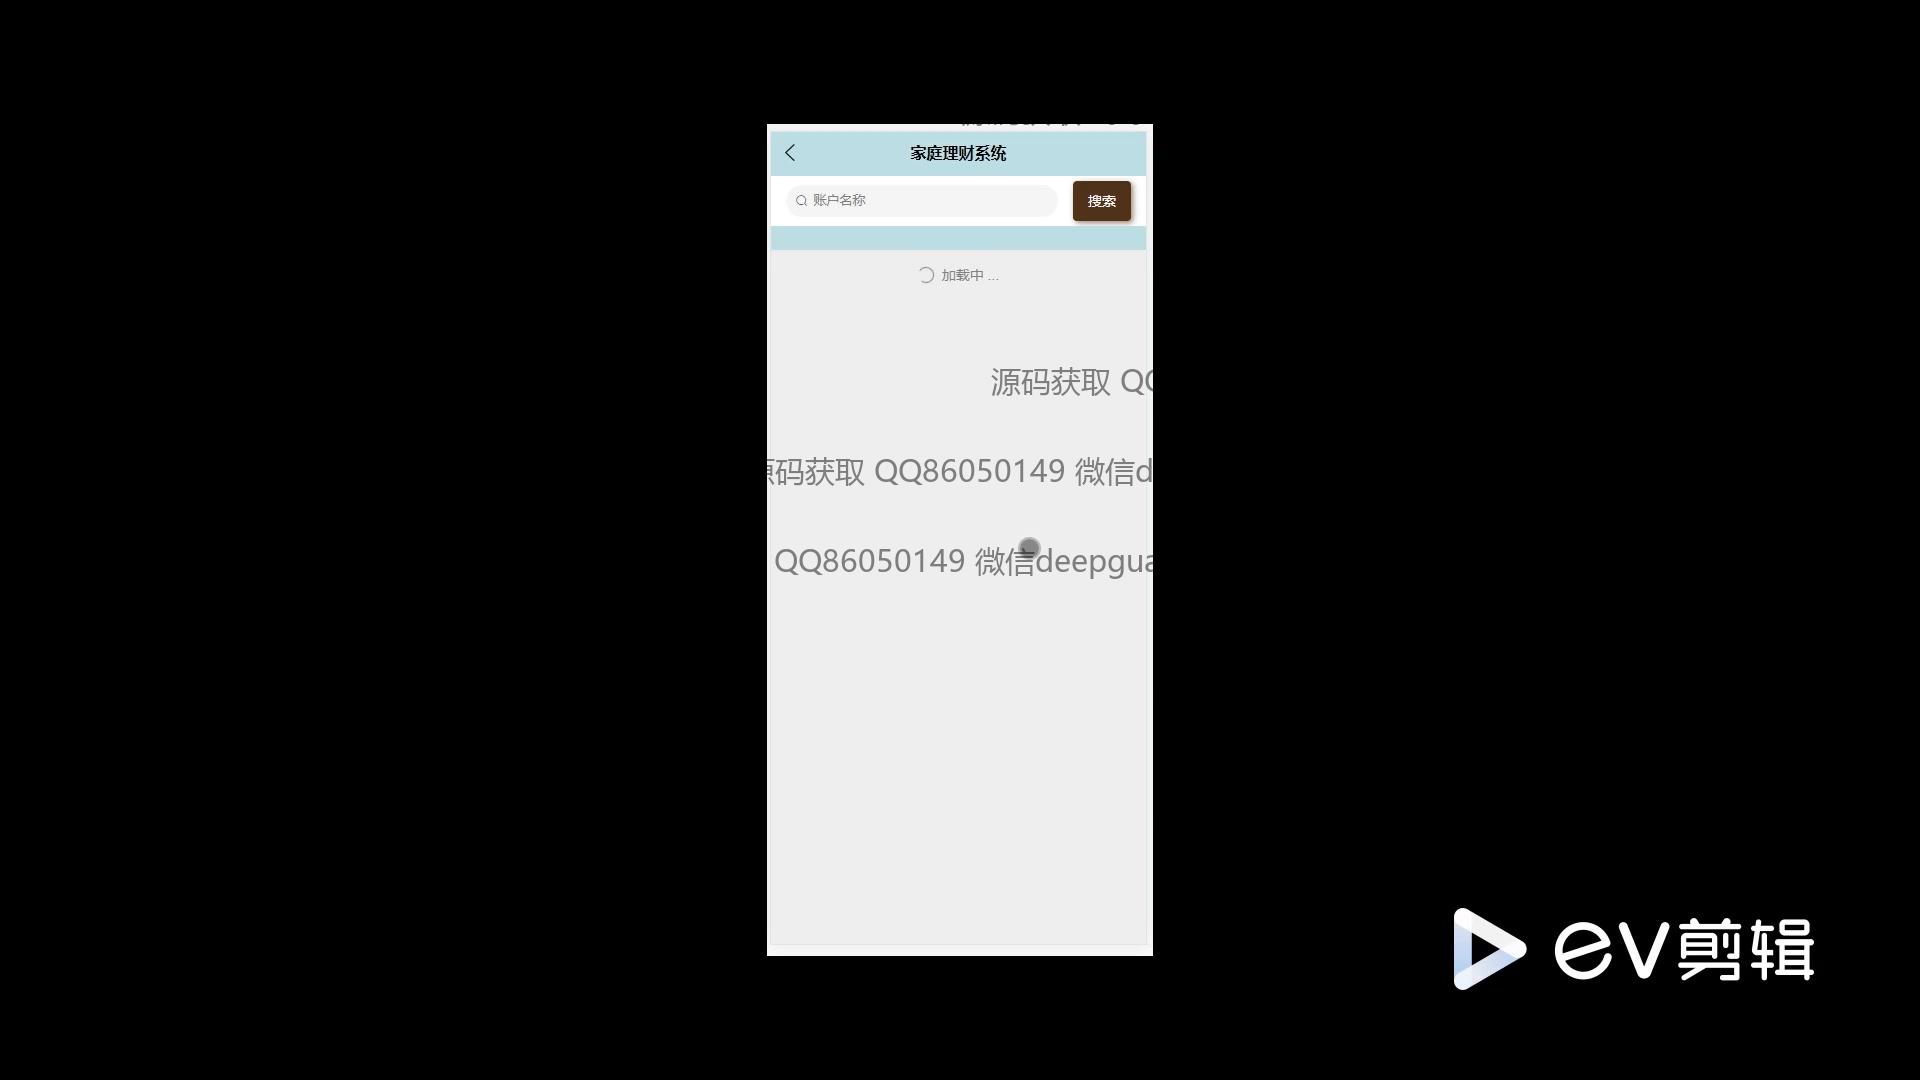 家庭理财系统
账户名称
搜索
加载中 ...
源码获取 QQ
码获取 QQ86050149 微信d
QQ86050149 微信deepgua
ev剪辑